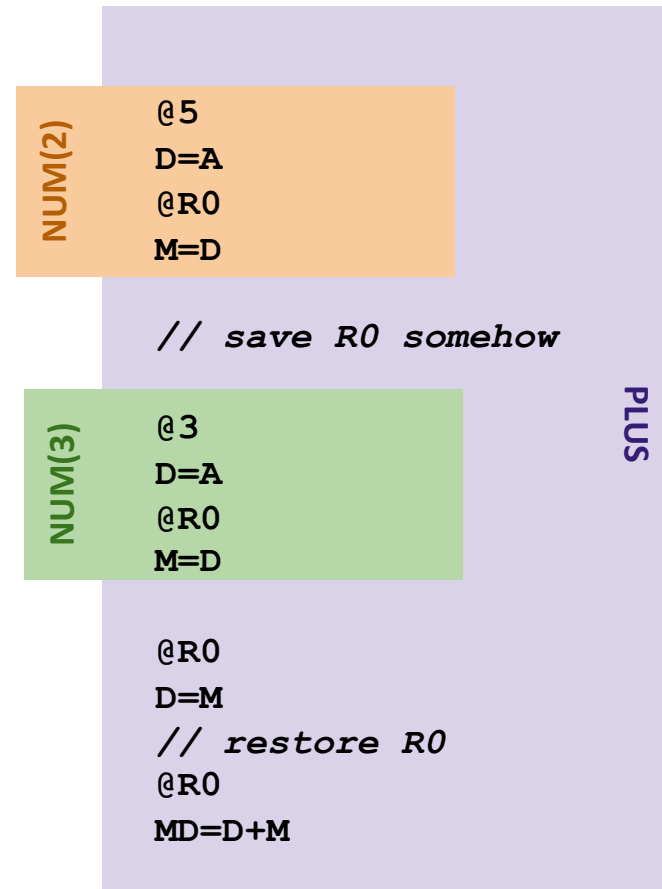 NUM(2)
@5
D=A
@R0
M=D
// save R0 somehow
NUM(3)
@3
D=A
@R0
M=D
@R0
D=M
// restore R0
@R0
MD=D+M
PLUS